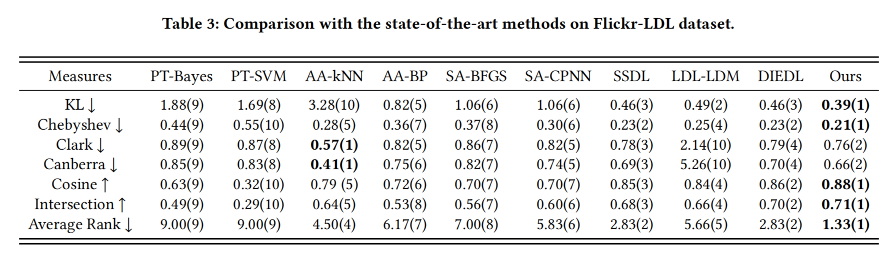 Table 3: Comparison with the state-of-the-art methods on Flickr-LDL dataset.
Measures PT-Bayes PT-SVM AA-kNN AA-BP SA-BFGS SA-CPNN SSDL LDL-LDM DIEDL Ours
KL ↓ 1.88(9) 1.69(8) 3.28(10) 0.82(5) 1.06(6) 1.06(6) 0.46(3) 0.49(2) 0.46(3) 0.39(1)
Chebyshev ↓ 0.44(9) 0.55(10) 0.28(5) 0.36(7) 0.37(8) 0.30(6) 0.23(2) 0.25(4) 0.23(2) 0.21(1)
Clark ↓ 0.89(9) 0.87(8) 0.57(1) 0.82(5) 0.86(7) 0.82(5) 0.78(3) 2.14(10) 0.79(4) 0.76(2)
Canberra ↓ 0.85(9) 0.83(8) 0.41(1) 0.75(6) 0.82(7) 0.74(5) 0.69(3) 5.26(10) 0.70(4) 0.66(2)
Cosine ↑ 0.63(9) 0.32(10) 0.79 (5) 0.72(6) 0.70(7) 0.70(7) 0.85(3) 0.84(4) 0.86(2) 0.88(1)
Intersection ↑ 0.49(9) 0.29(10) 0.64(5) 0.53(8) 0.56(7) 0.60(6) 0.68(3) 0.66(4) 0.70(2) 0.71(1)
Average Rank ↓ 9.00(9) 9.00(9) 4.50(4) 6.17(7) 7.00(8) 5.83(6) 2.83(2) 5.66(5) 2.83(2) 1.33(1)